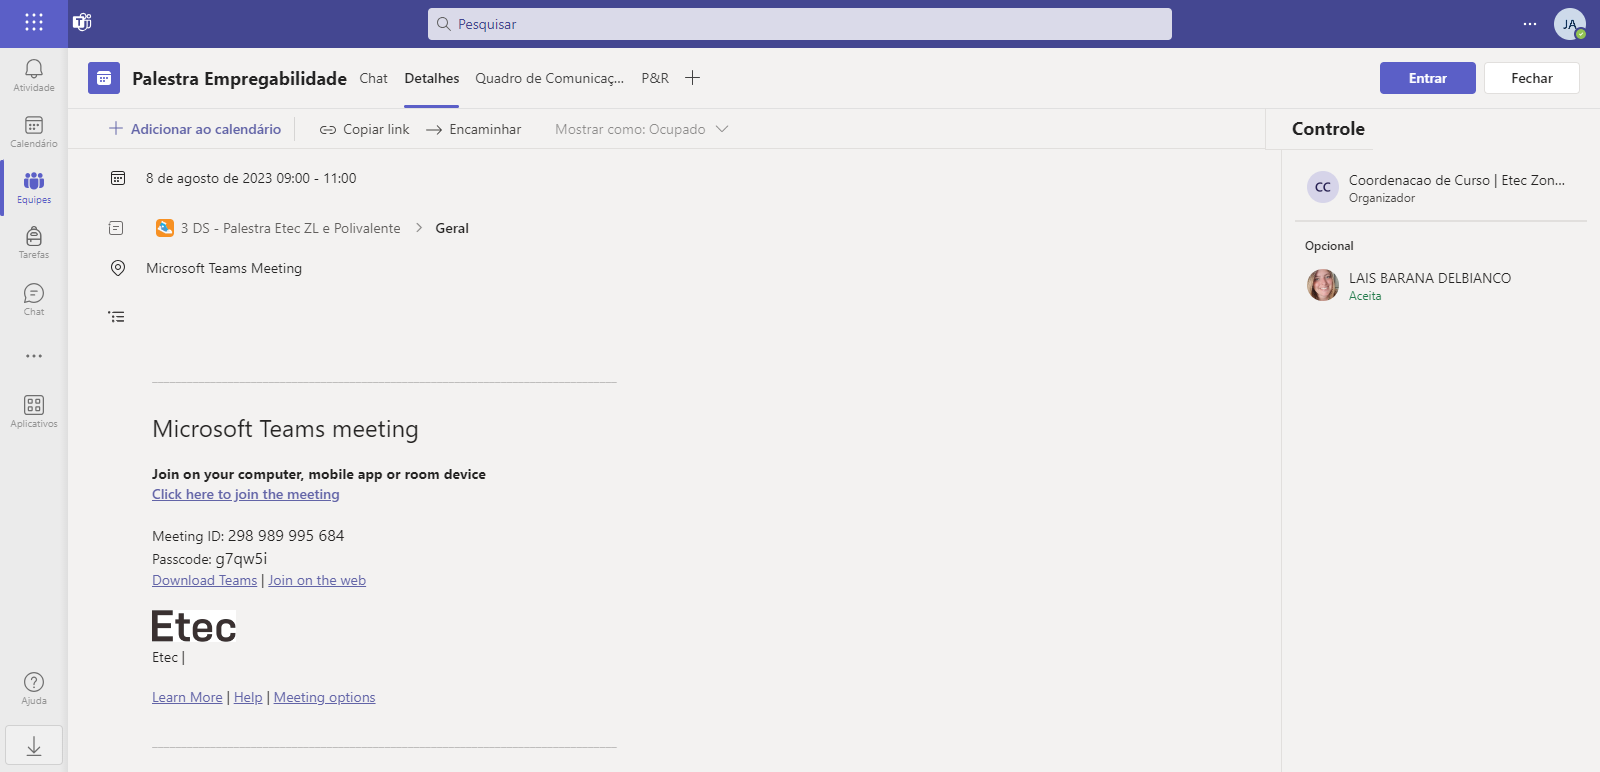 Pesquisar
JA
Atividade
Calendário
Equipes
Tarefas
Chat
Aplicativos
Ajuda
Palestra Empregabilidade
Chat
Detalhes
Quadro de Comunicaç...
P&R
Entrar
Fechar
Adicionar ao calendário
Copiar link
Encaminhar
Mostrar como: Ocupado
Controle
8 de agosto de 2023 09:00 - 11:00
3 DS - Palestra Etec ZL e Polivalente > Geral
Microsoft Teams Meeting
Microsoft Teams meeting
Join on your computer, mobile app or room device
Click here to join the meeting
Meeting ID: 298 989 995 684
Passcode: g7qw5i
Download Teams | Join on the web
Etec
Etec |
Learn More | Help | Meeting options
CC
Coordenacao de Curso | Etec Zon...
Organizador
Opcional
LAIS BARANA DELBIANCO
Aceita